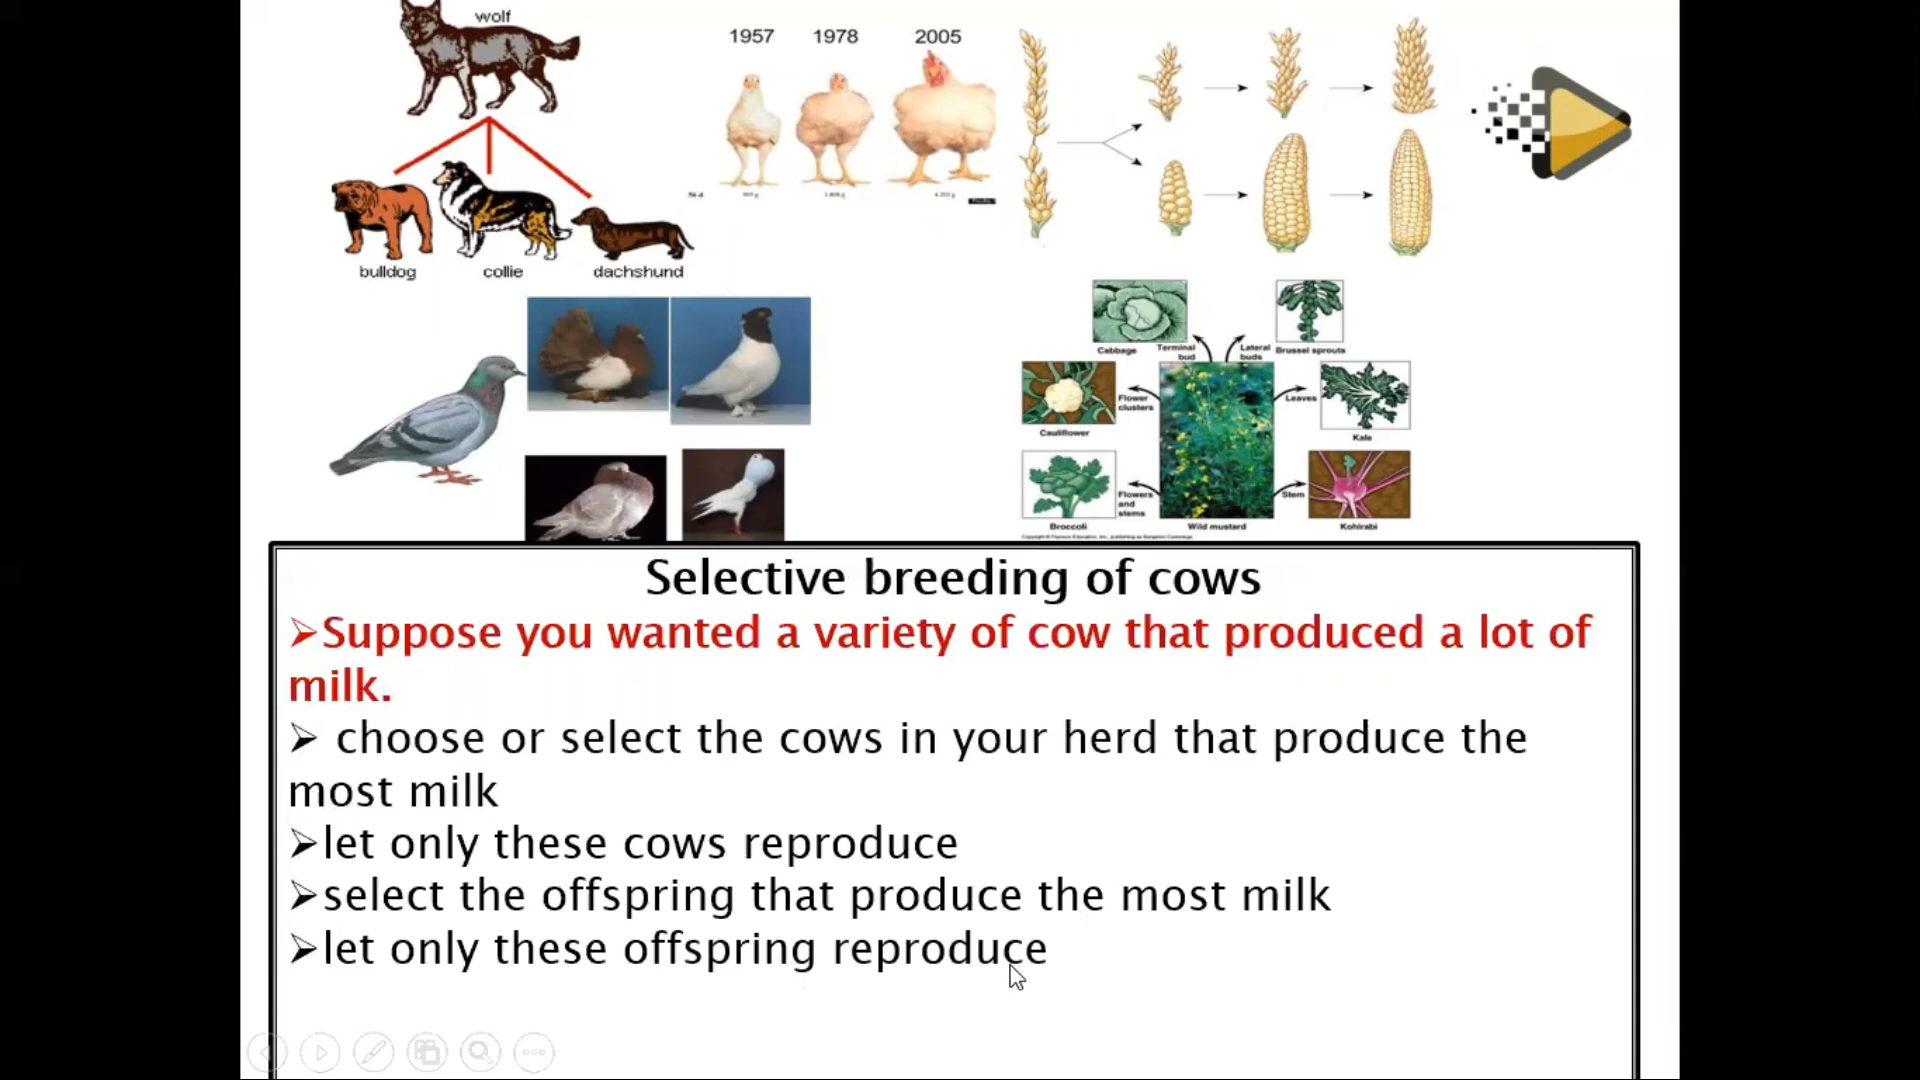 wolf
bulldog
collie
dachshund
1957
1978
2005
Cabbage
Terminal
bud
Lateral
buds
Brussel sprouts
Flower
clusters
Leaves
Cauliflower
Kale
Flowers
and
stems
Stem
Broccoli
Wild mustard
Kohlrabi
Selective breeding of cows
➢Suppose you wanted a variety of cow that produced a lot of
milk.
➢ choose or select the cows in your herd that produce the
most milk
➢let only these cows reproduce
➢select the offspring that produce the most milk
➢let only these offspring reproduce